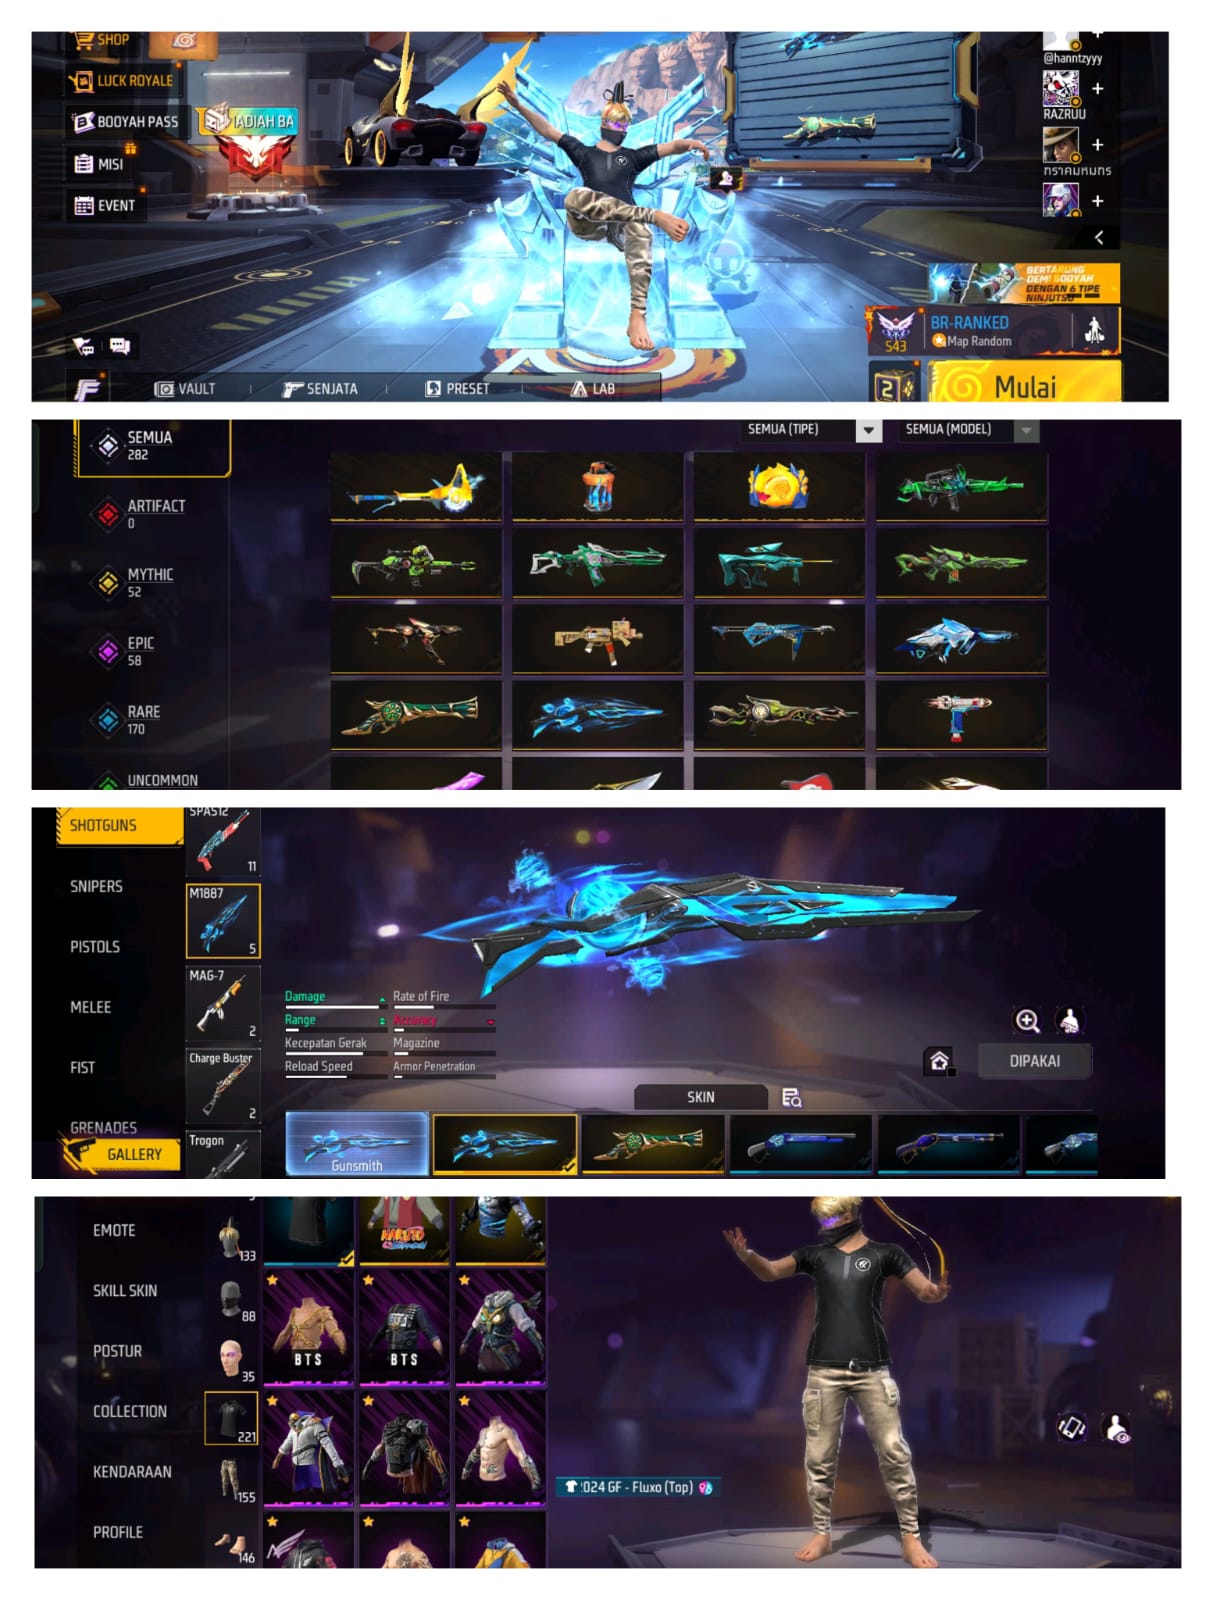 SHOP
LUCK ROYALE
BOOYAH PASS
MISI
EVENT
IADIAH BA
@hanntzyyy
RAZRUU
กราคมหมกร
BERTARUNG
DEMI BOOYAH
DENGAN 6 TIPE
NINJUTSU
BR-RANKED
Map Random
S43
2
Mulai
VAULT
SENJATA
PRESET
LAB
SEMUA
282
ARTIFACT
0
MYTHIC
52
EPIC
58
RARE
170
UNCOMMON
SEMUA (TIPE)
SEMUA (MODEL)
SHOTGUNS
SNIPERS
PISTOLS
MELEE
FIST
GRENADES
GALLERY
SPAS12
11
M1887
5
MAG-7
2
Charge Buster
2
Trogon
Damage
Rate of Fire
Range
Accuracy
Kecepatan Gerak
Magazine
Reload Speed
Armor Penetration
DIPAKAI
SKIN
Gunsmith
EMOTE
SKILL SKIN
POSTUR
COLLECTION
KENDARAAN
PROFILE
133
88
35
221
155
146
NARUTO
BTS
BTS
2024 GF - Fluxo (Top)